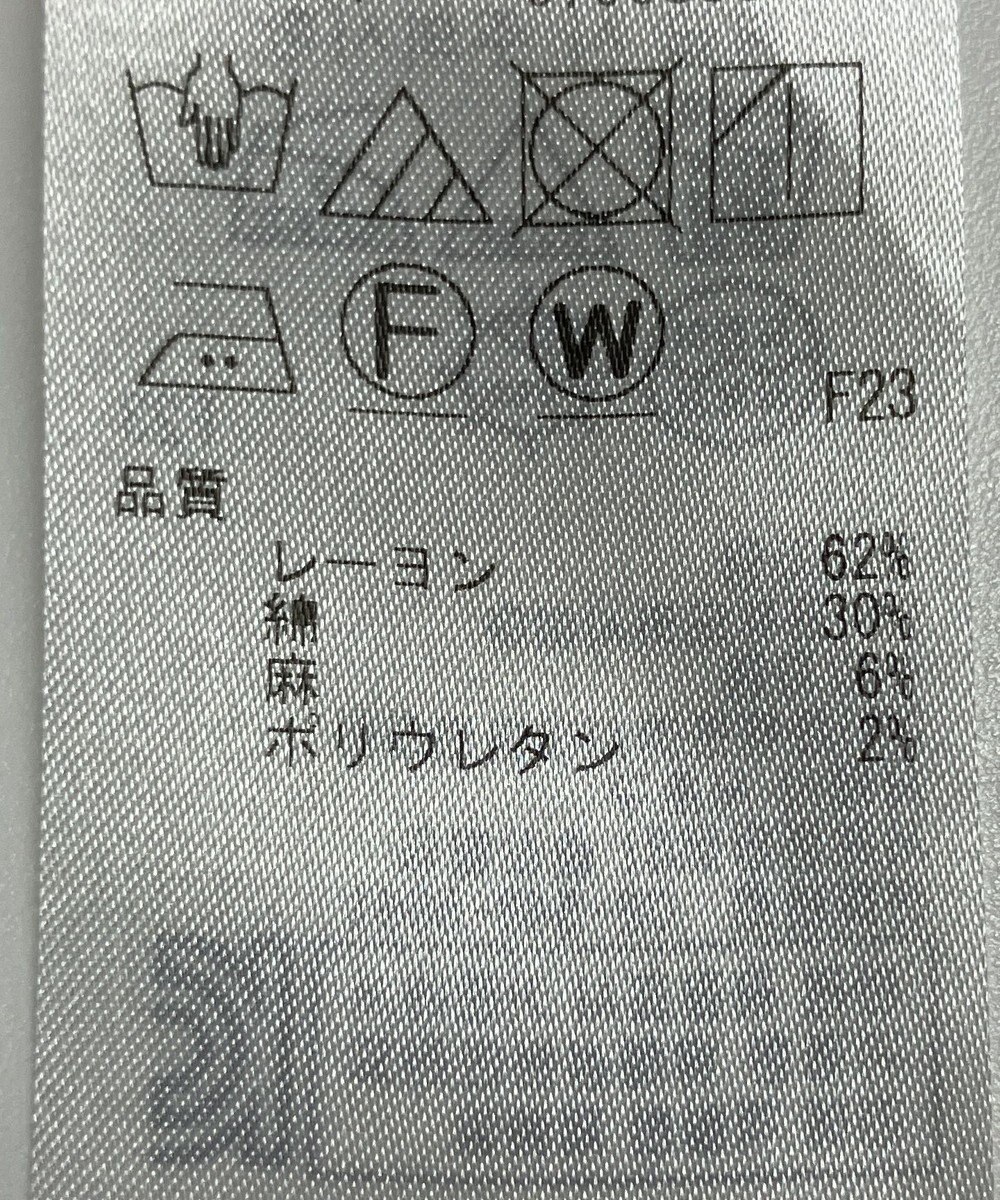 F W
F23
品質
レーヨン 62%
綿 30%
麻 6%
ポリウレタン 2%